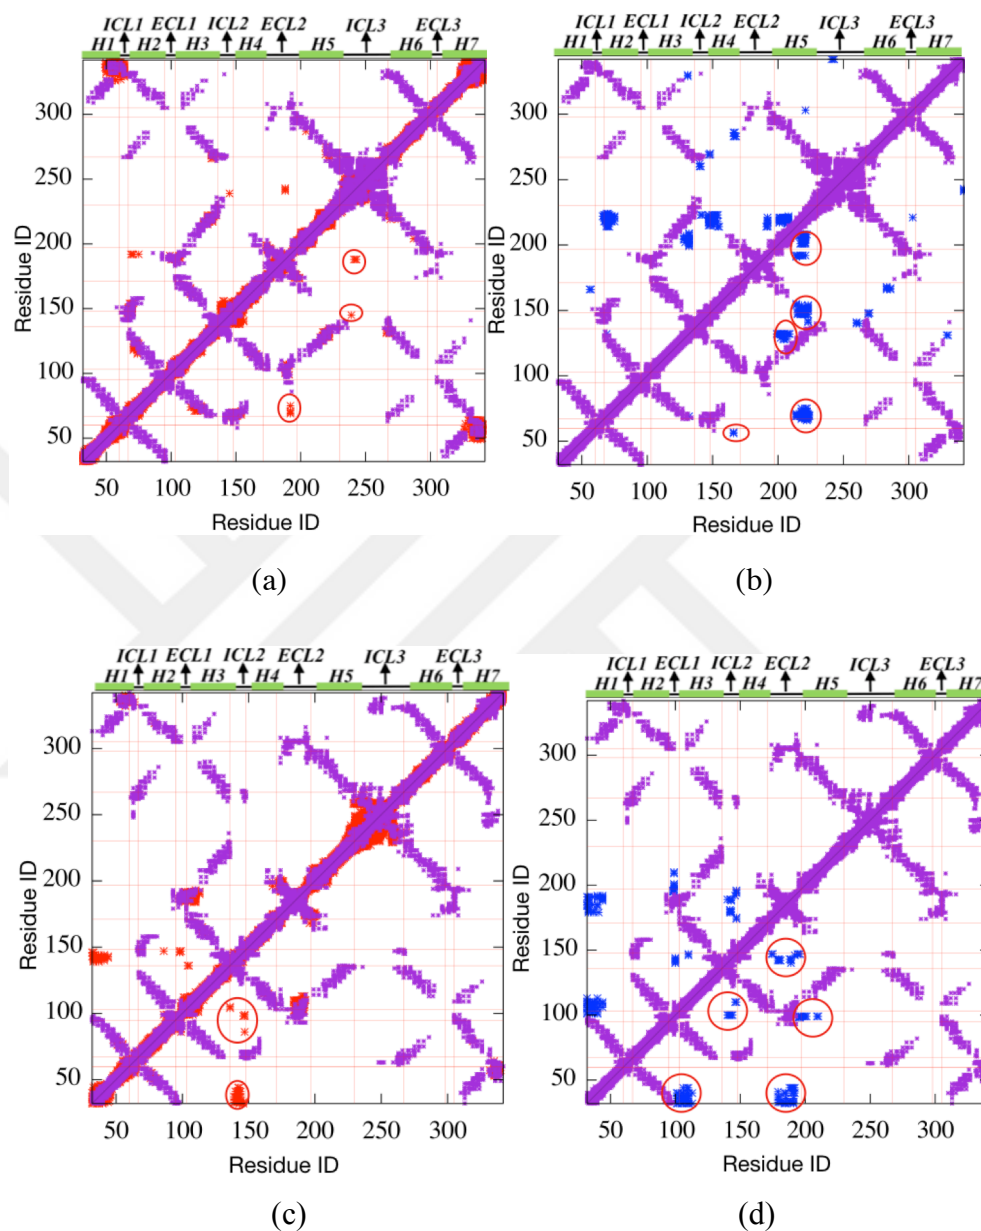 ICL1 ECL1 ICL2 ECL2 ICL3 ECL3
H1 H2 H3 H4 H5 H6 H7
ICL1 ECL1 ICL2 ECL2 ICL3 ECL3
H1 H2 H3 H4 H5 H6 H7
Residue ID
300
250
200
150
100
50
50 100 150 200 250 300
Residue ID
Residue ID
300
250
200
150
100
50
50 100 150 200 250 300
Residue ID
(a)
(b)
ICL1 ECL1 ICL2 ECL2 ICL3 ECL3
H1 H2 H3 H4 H5 H6 H7
ICL1 ECL1 ICL2 ECL2 ICL3 ECL3
H1 H2 H3 H4 H5 H6 H7
Residue ID
300
250
200
150
100
50
50 100 150 200 250 300
Residue ID
Residue ID
300
250
200
150
100
50
50 100 150 200 250 300
Residue ID
(c)
(d)